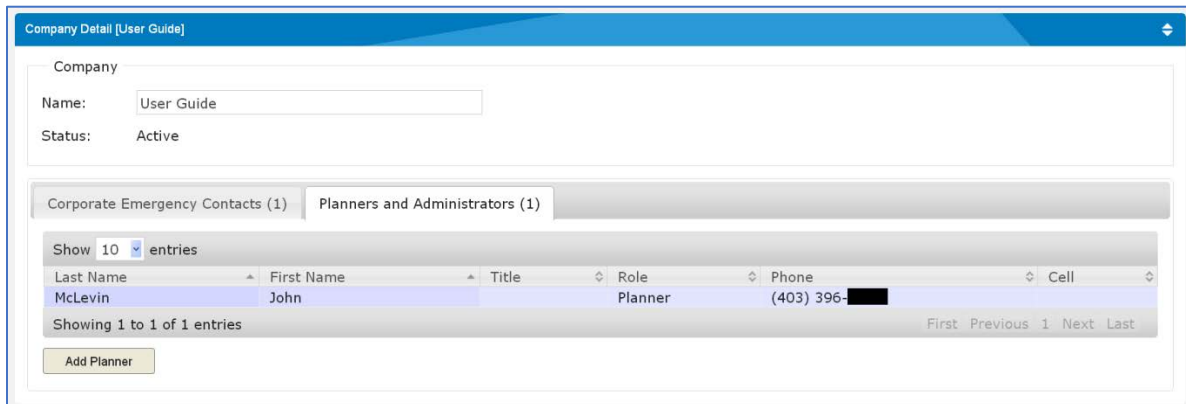 Company Detail [User Guide]
Company
Name: User Guide
Status: Active
Corporate Emergency Contacts (1) Planners and Administrators (1)
Show 10 entries
Last Name First Name Title Role Phone Cell
McLevin John Planner (403) 396-
Showing 1 to 1 of 1 entries First Previous 1 Next Last
Add Planner